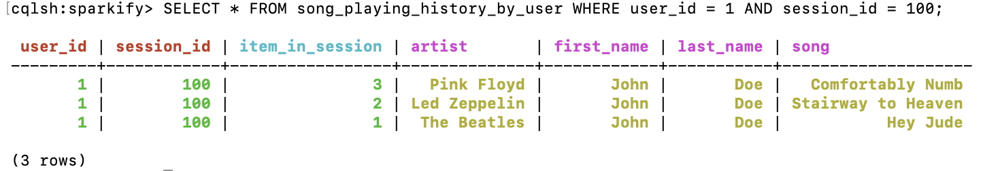 [cqlsh:sparkify> SELECT * FROM song_playing_history_by_user WHERE user_id = 1 AND session_id = 100;
user_id | session_id | item_in_session | artist | first_name | last_name | song
---------+------------+-----------------+--------------+------------+-----------+--------------------
1 | 100 | 3 | Pink Floyd | John | Doe | Comfortably Numb
1 | 100 | 2 | Led Zeppelin | John | Doe | Stairway to Heaven
1 | 100 | 1 | The Beatles | John | Doe | Hey Jude
(3 rows)